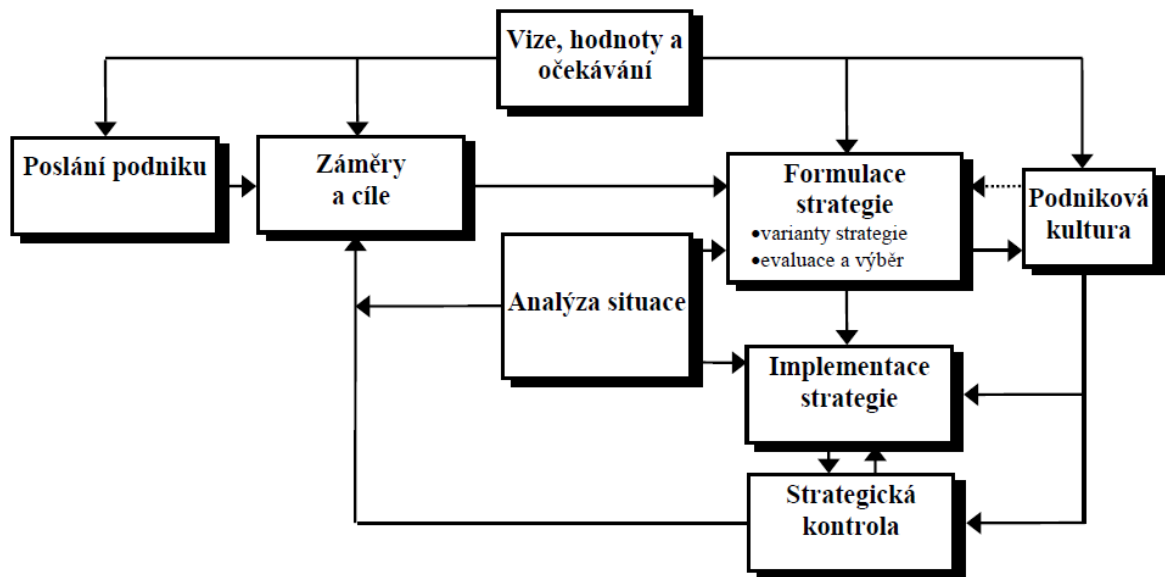 Vize, hodnoty a
očekávání
Poslání podniku
Záměry
a cíle
Formulace
strategie
•varianty strategie
•evaluace a výběr
Podniková
kultura
Analýza situace
Implementace
strategie
Strategická
kontrola